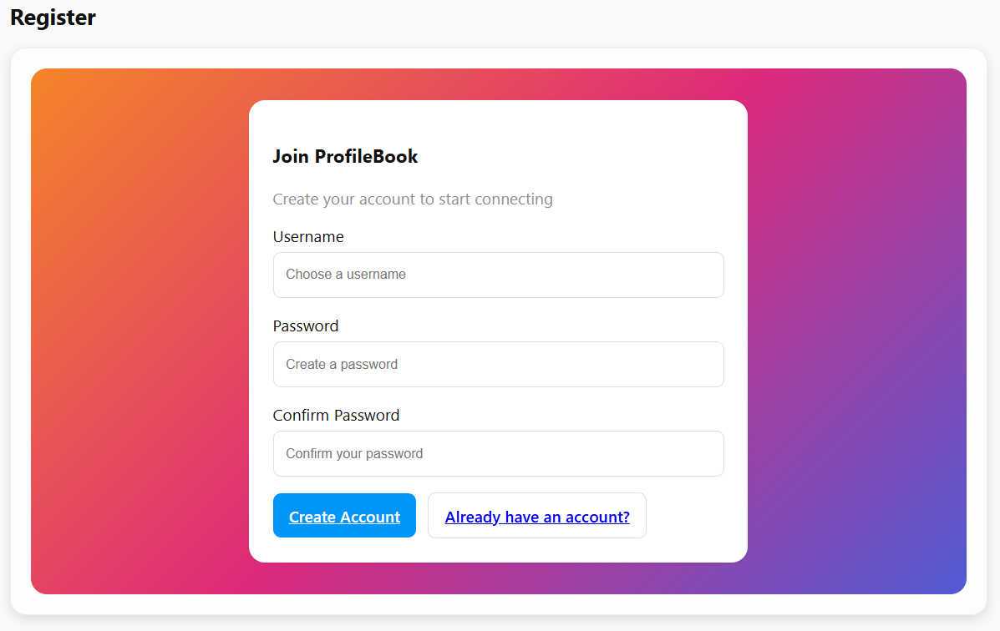 Register
Join ProfileBook
Create your account to start connecting
Username
Choose a username
Password
Create a password
Confirm Password
Confirm your password
Create Account
Already have an account?